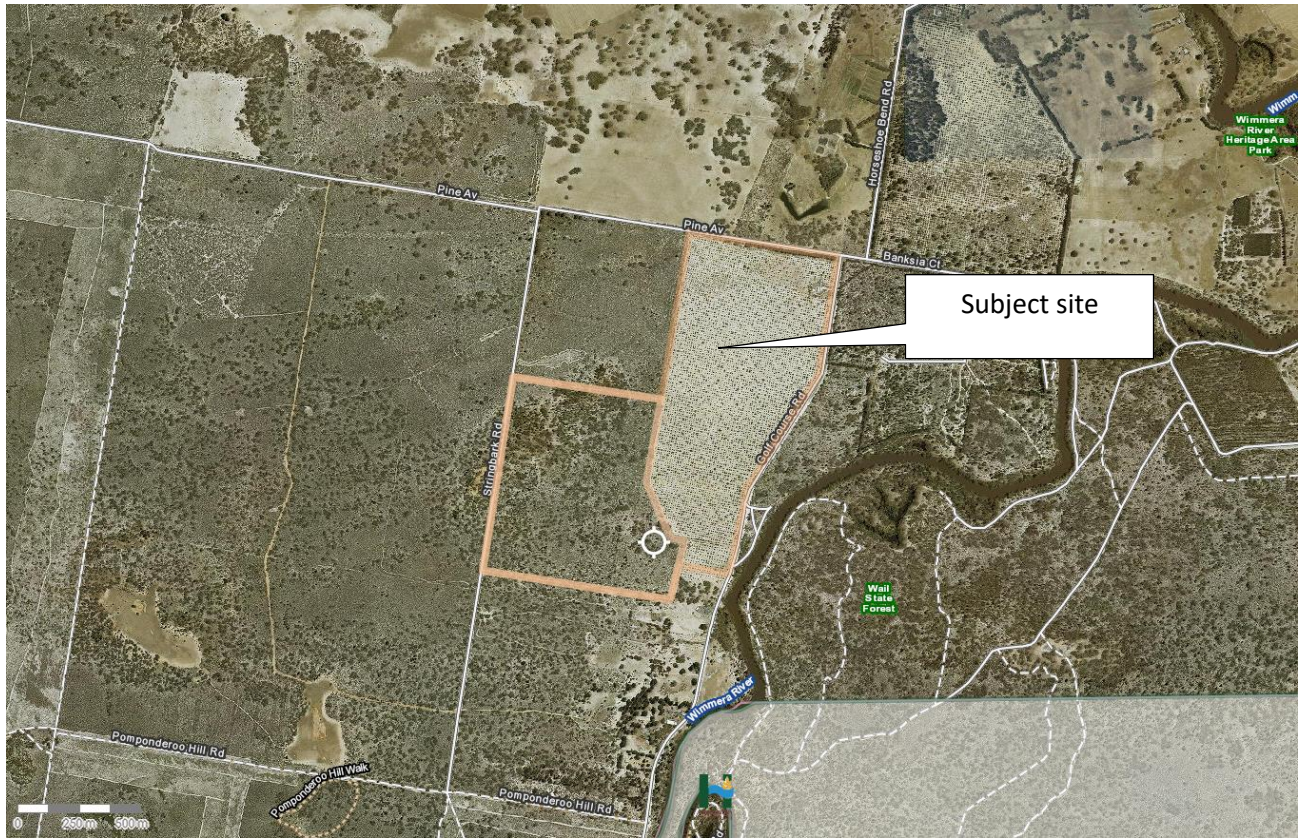 Wimm
Wimmera
River
Heritage Area
Park
Horseshoe Bend Rd
Pine Av
Pine Av
Banksia Ct
Subject site
Golf Course Rd
Stringbark Rd
Wail
State
Forest
Wimmera River
Pomponderoo Hill Rd
Pomponderoo Hill Walk
Pomponderoo Hill Rd
0 250 m 500 m